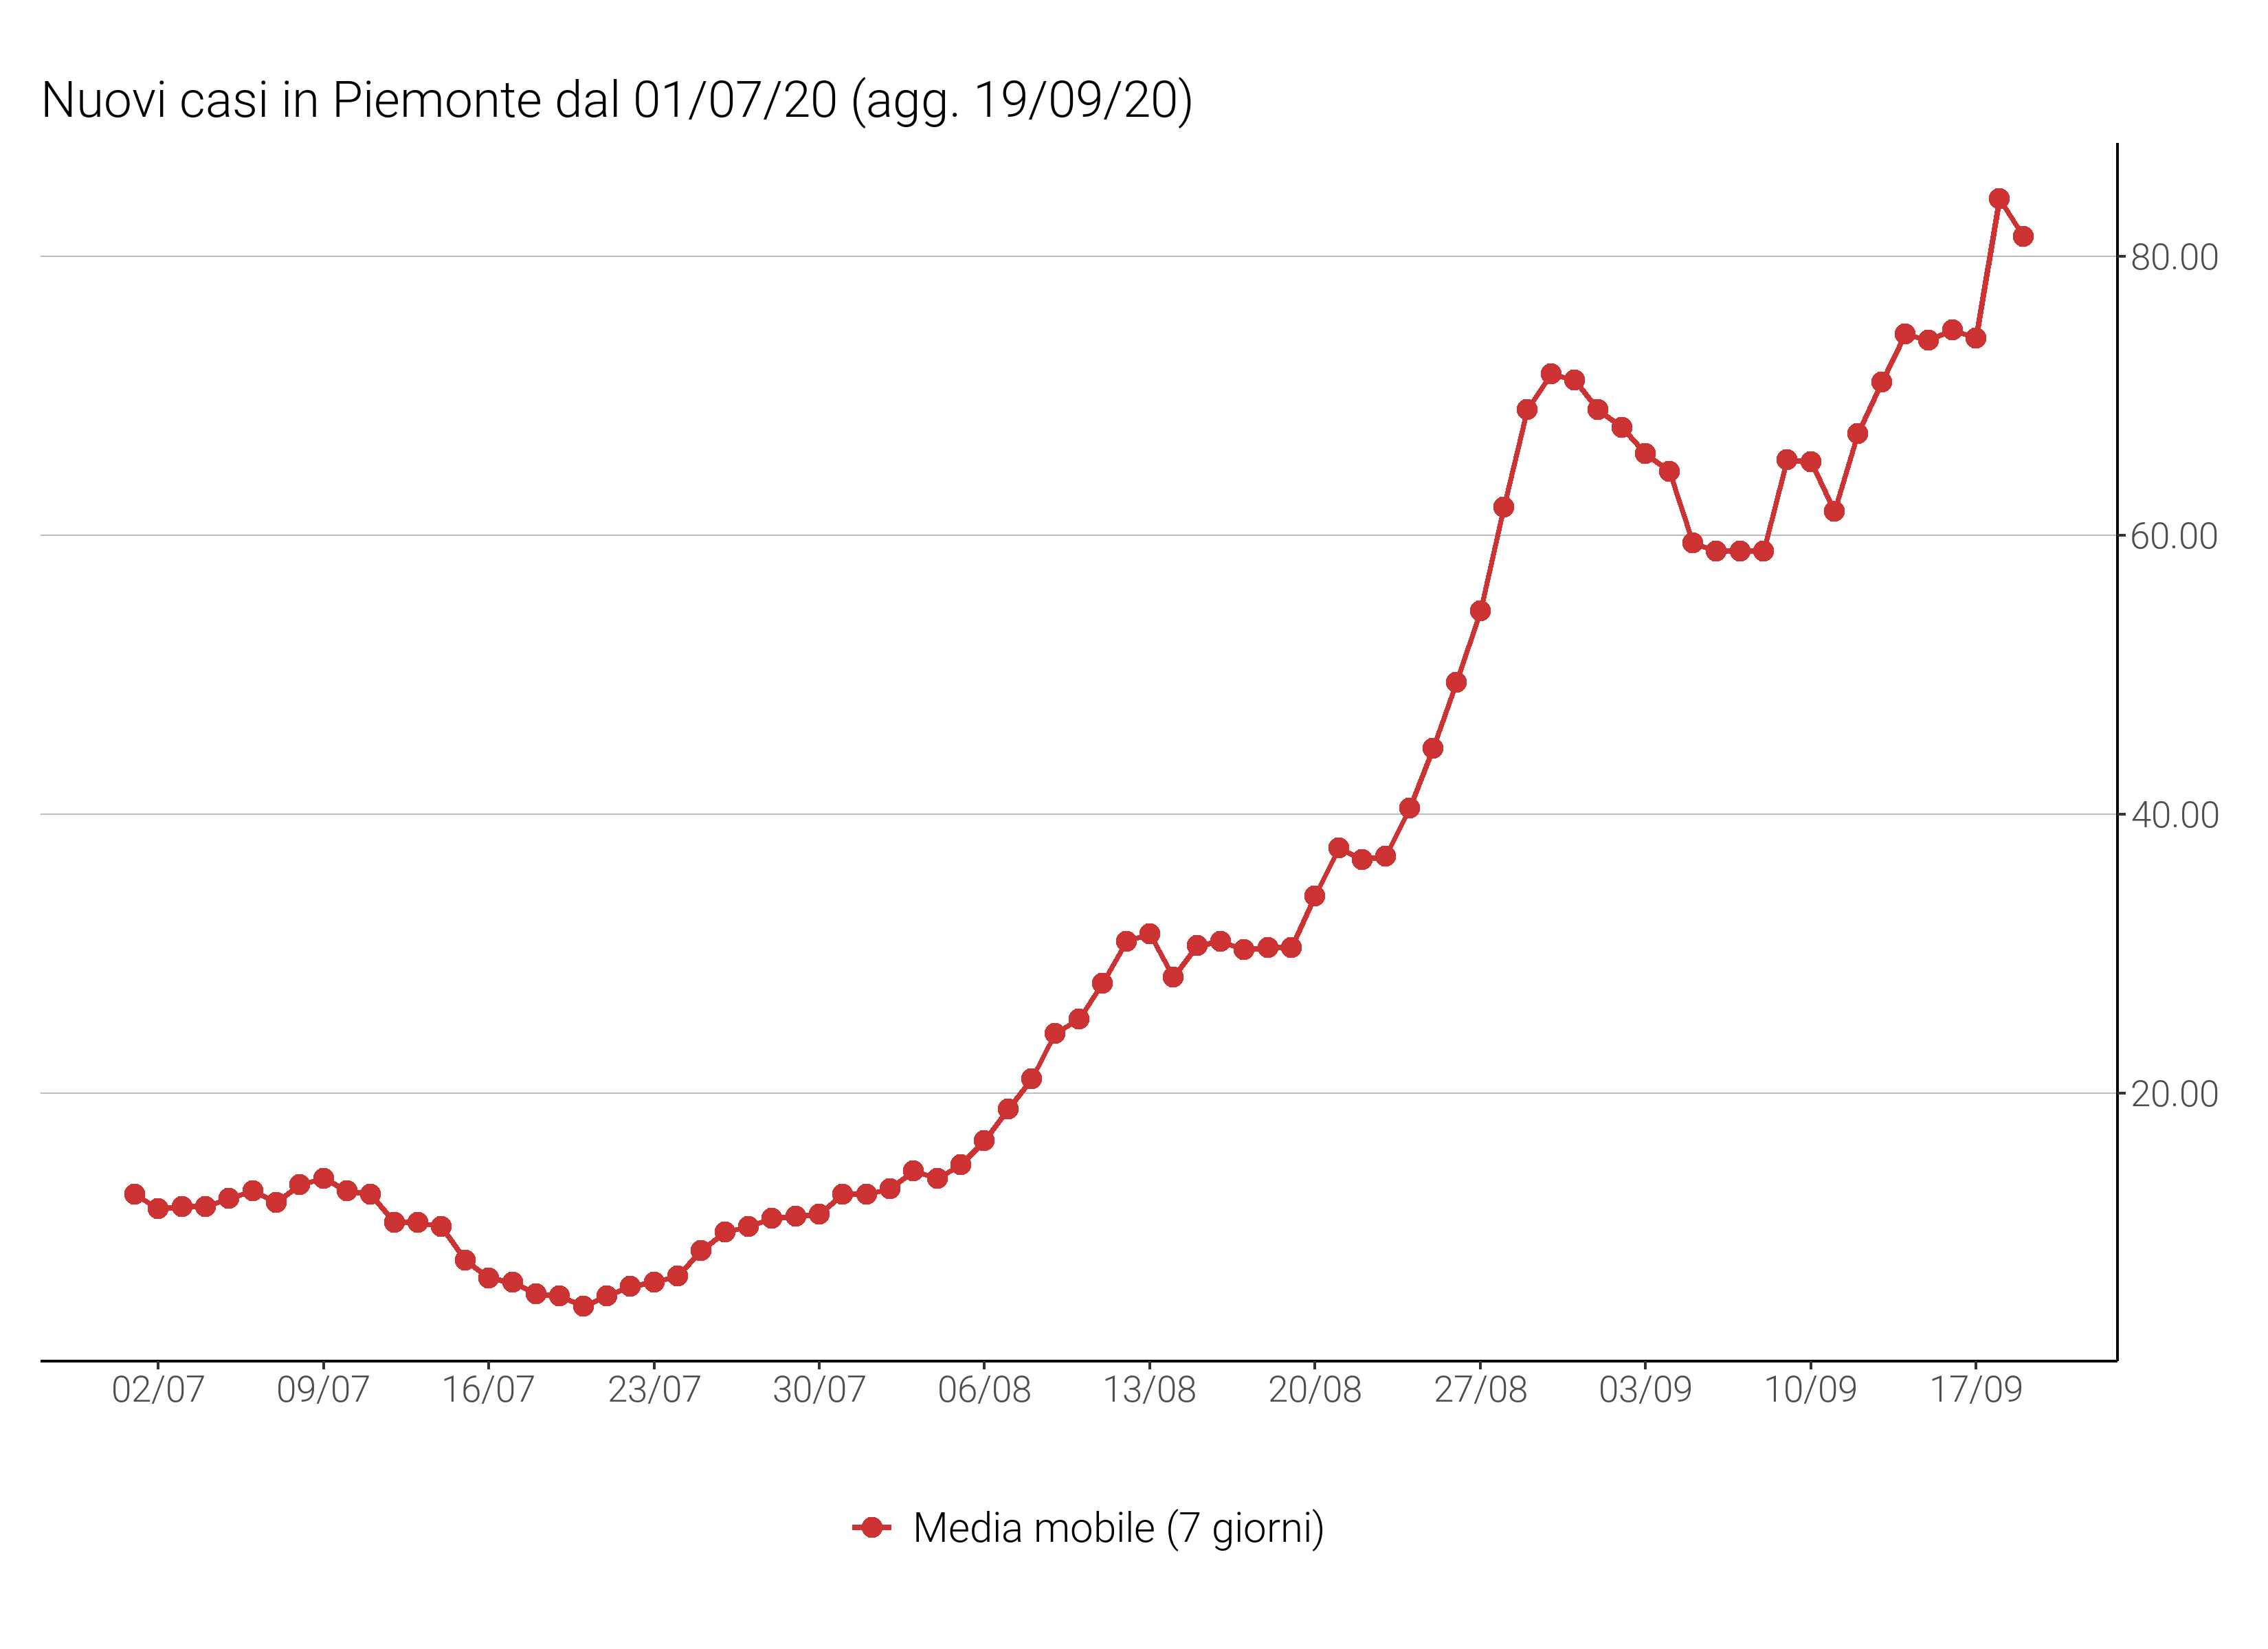 Nuovi casi in Piemonte dal 01/07/20 (agg. 19/09/20)
80.00
60.00
40.00
20.00
02/07 09/07 16/07 23/07 30/07 06/08 13/08 20/08 27/08 03/09 10/09 17/09
Media mobile (7 giorni)